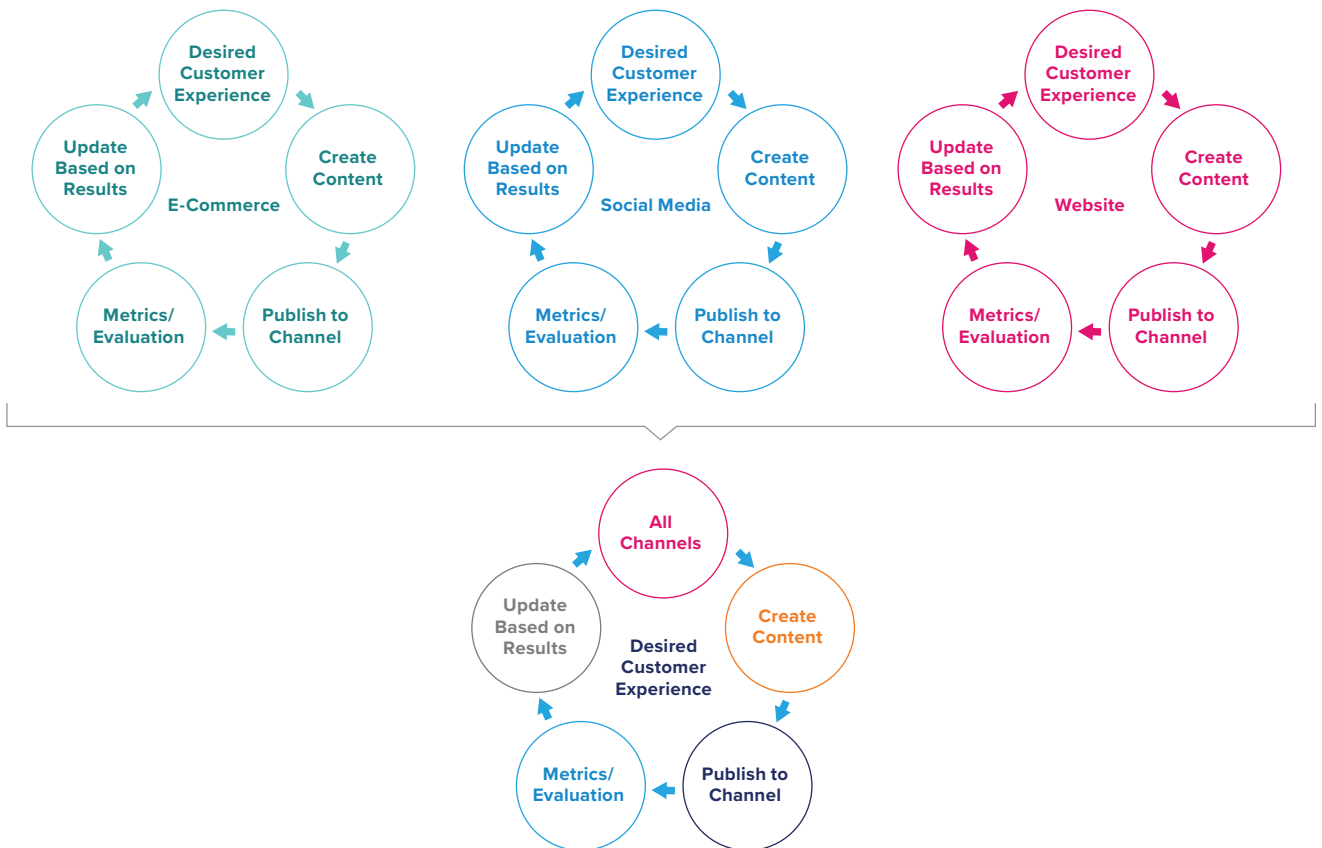 Desired
Customer
Experience
Create
Content
Publish to
Channel
Metrics/
Evaluation
Update
Based on
Results
E-Commerce
Desired
Customer
Experience
Create
Content
Publish to
Channel
Metrics/
Evaluation
Update
Based on
Results
Social Media
Desired
Customer
Experience
Create
Content
Publish to
Channel
Metrics/
Evaluation
Update
Based on
Results
Website
All
Channels
Create
Content
Publish to
Channel
Metrics/
Evaluation
Update
Based on
Results
Desired
Customer
Experience